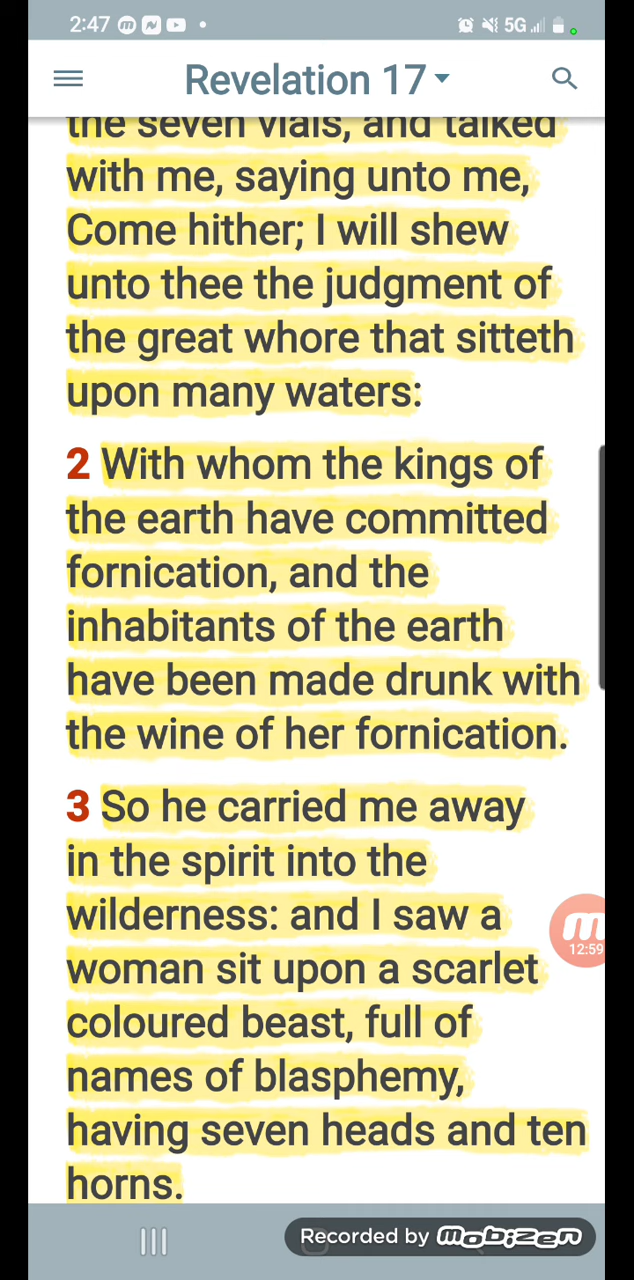 2:47
5G
Revelation 17
the seven vials, and talked
with me, saying unto me,
Come hither; I will shew
unto thee the judgment of
the great whore that sitteth
upon many waters:
2 With whom the kings of
the earth have committed
fornication, and the
inhabitants of the earth
have been made drunk with
the wine of her fornication.
3 So he carried me away
in the spirit into the
wilderness: and I saw a
woman sit upon a scarlet
coloured beast, full of
names of blasphemy,
having seven heads and ten
horns.
m
12:59
Recorded by mobizen